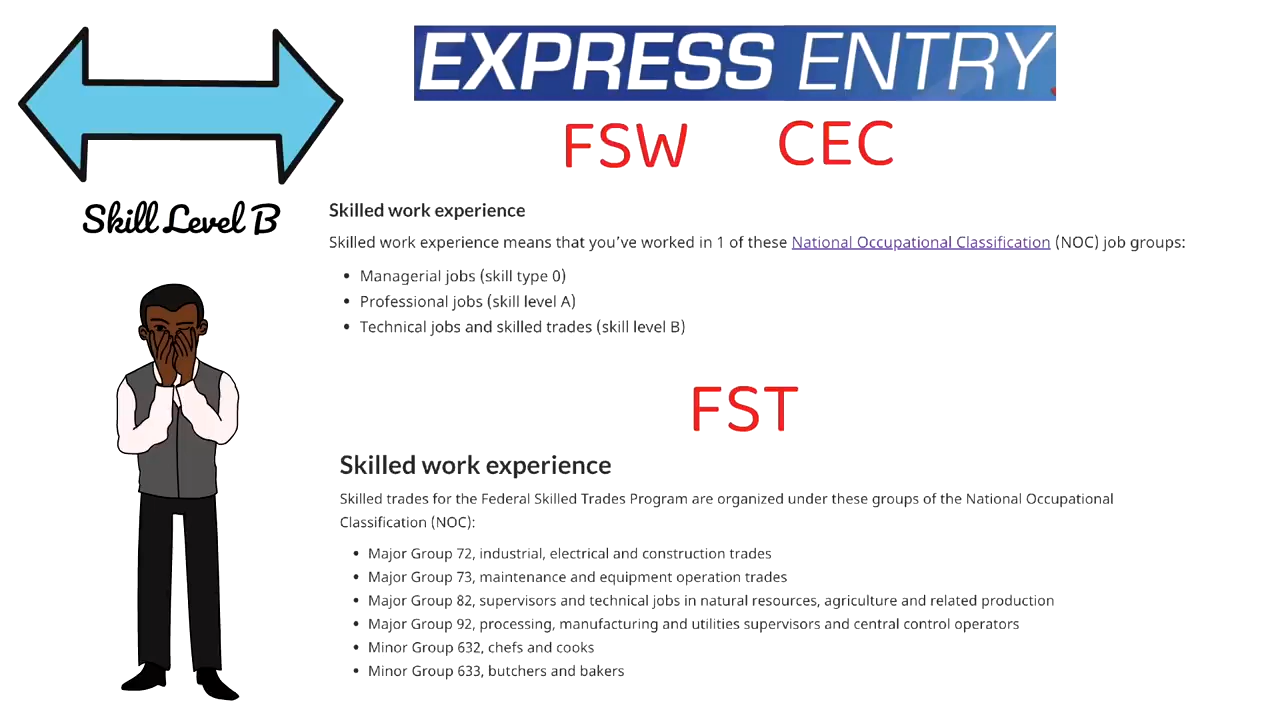 EXPRESS ENTRY
FSW CEC
Skill Level B
Skilled work experience
Skilled work experience means that you’ve worked in 1 of these National Occupational Classification (NOC) job groups:
• Managerial jobs (skill type 0)
• Professional jobs (skill level A)
• Technical jobs and skilled trades (skill level B)
FST
Skilled work experience
Skilled trades for the Federal Skilled Trades Program are organized under these groups of the National Occupational
Classification (NOC):
• Major Group 72, industrial, electrical and construction trades
• Major Group 73, maintenance and equipment operation trades
• Major Group 82, supervisors and technical jobs in natural resources, agriculture and related production
• Major Group 92, processing, manufacturing and utilities supervisors and central control operators
• Minor Group 632, chefs and cooks
• Minor Group 633, butchers and bakers